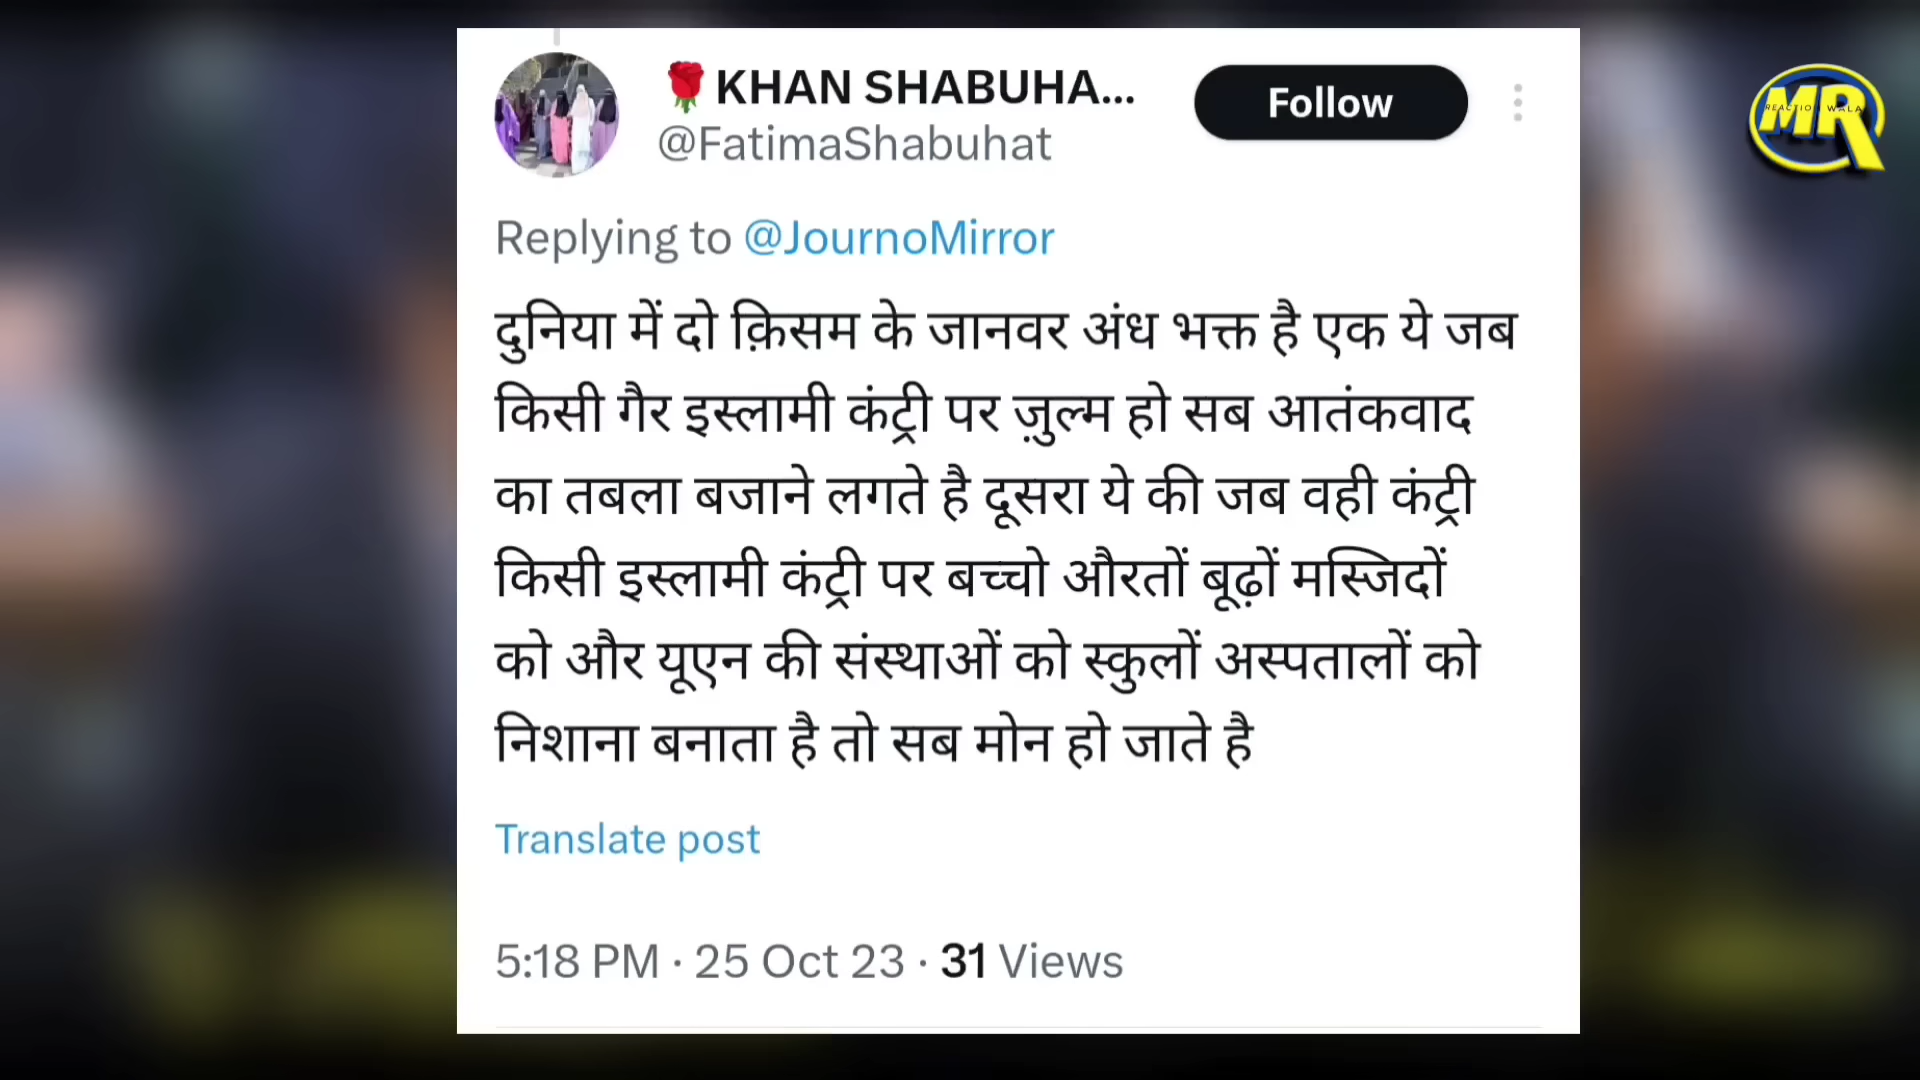 🌹KHAN SHABUHA...
Follow
@FatimaShabuhat
MR
REACTION WALA
Replying to @JournoMirror
दुनिया में दो क़िसम के जानवर अंध भक्त है एक ये जब
किसी गैर इस्लामी कंट्री पर ज़ुल्म हो सब आतंकवाद
का तबला बजाने लगते है दूसरा ये की जब वही कंट्री
किसी इस्लामी कंट्री पर बच्चो औरतों बूढ़ों मस्जिदों
को और यूएन की संस्थाओं को स्कुलों अस्पतालों को
निशाना बनाता है तो सब मोन हो जाते है
Translate post
5:18 PM · 25 Oct 23 · 31 Views